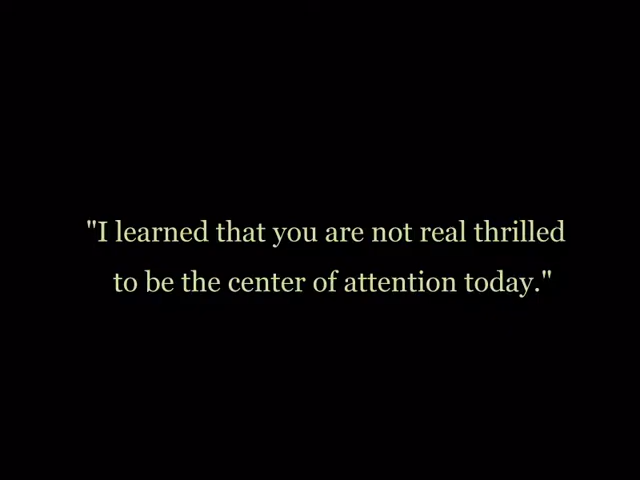 "I learned that you are not real thrilled
to be the center of attention today."